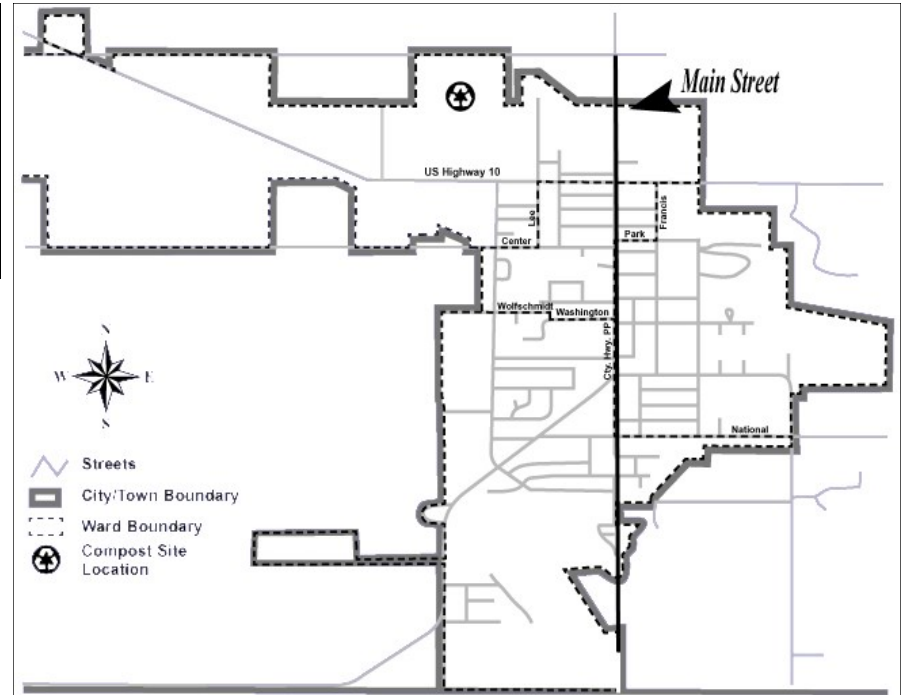 Main Street
US Highway 10
Lee
Francis
Center
Park
Wolfschmidt
Washington
Cty. Hwy. PP
National
N
W E
S
Streets
City/Town Boundary
Ward Boundary
Compost Site
Location